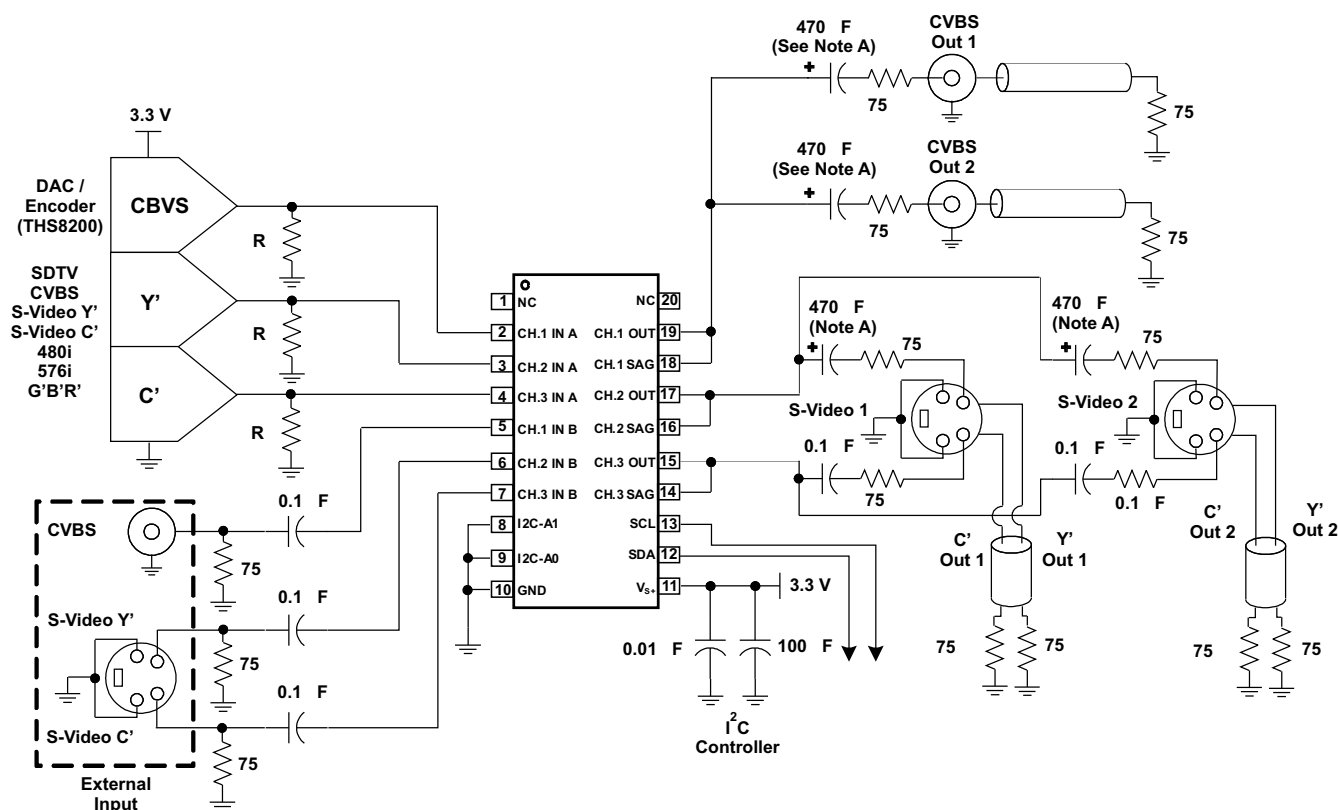 470 F
(See Note A)
+
75
CVBS
Out 1
75
470 F
(See Note A)
+
75
CVBS
Out 2
75
3.3 V
DAC /
Encoder
(THS8200)
SDTV
CVBS
S-Video Y'
S-Video C'
480i
576i
G'B'R'
CBVS
Y'
C'
R
R
R
1 NC
2 CH.1 IN A
3 CH.2 IN A
4 CH.3 IN A
5 CH.1 IN B
6 CH.2 IN B
7 CH.3 IN B
8 I2C-A1
9 I2C-A0
10 GND
NC 20
CH.1 OUT 19
CH.1 SAG 18
CH.2 OUT 17
CH.2 SAG 16
CH.3 OUT 15
CH.3 SAG 14
SCL 13
SDA 12
VS+ 11
470 F
(Note A)
+
75
S-Video 1
0.1 F
75
C'
Out 1
Y'
Out 1
75
75
470 F
(Note A)
+
75
S-Video 2
0.1 F
0.1 F
C'
Out 2
Y'
Out 2
75
75
3.3 V
0.01 F
100 F
I2C
Controller
CVBS
0.1 F
75
S-Video Y'
0.1 F
75
S-Video C'
0.1 F
75
External
Input